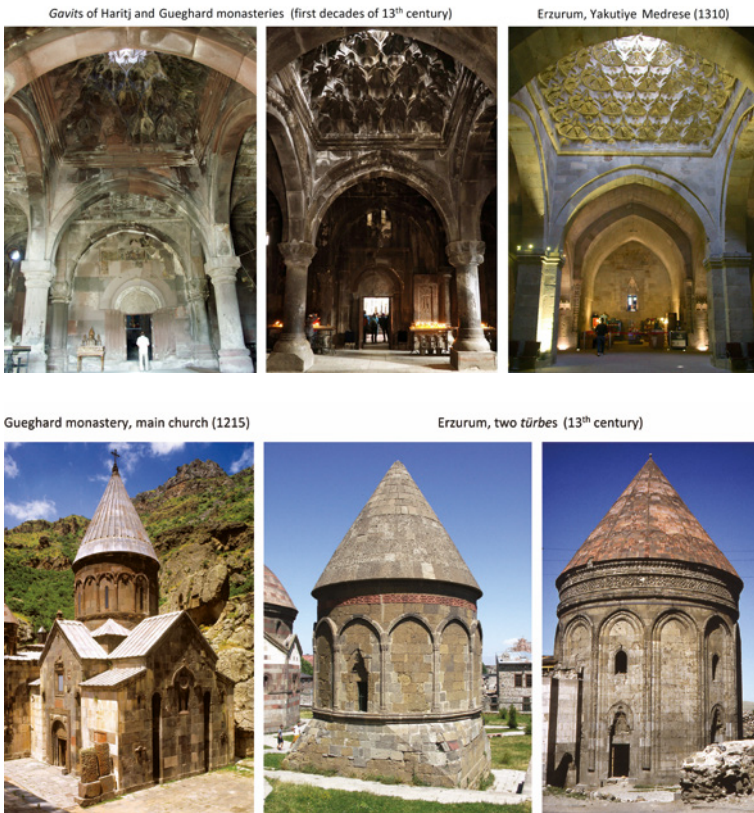 Gavits of Haritj and Gueghard monasteries (first decades of 13th century)
Erzurum, Yakutiye Medrese (1310)
Gueghard monastery, main church (1215)
Erzurum, two türbes (13th century)